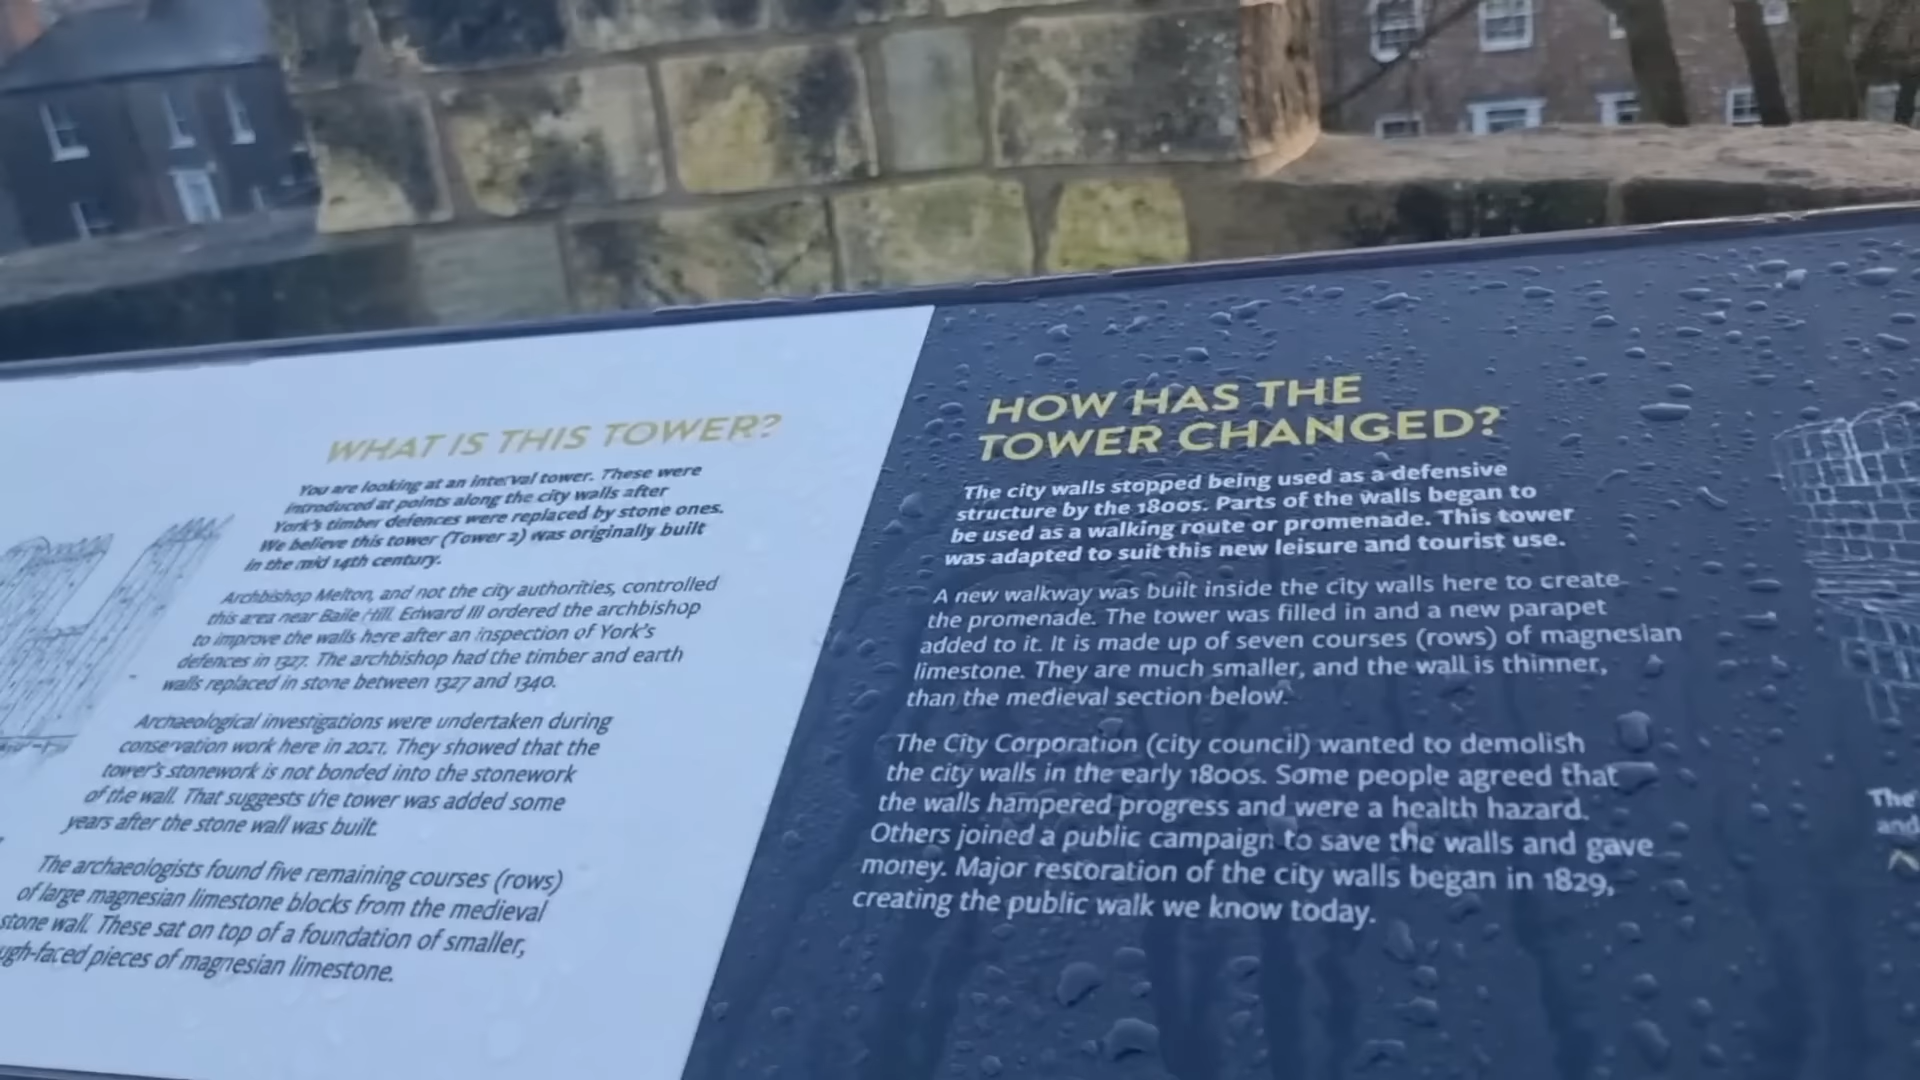 WHAT IS THIS TOWER?
You are looking at an interval tower. These were
introduced at points along the city walls after
York's timber defences were replaced by stone ones.
We believe this tower (Tower 2) was originally built
in the mid 14th century.
Archbishop Melton, and not the city authorities, controlled
this area near Baile Hill. Edward III ordered the archbishop
to improve the walls here after an inspection of York's
defences in 1327. The archbishop had the timber and earth
walls replaced in stone between 1327 and 1340.
Archaeological investigations were undertaken during
conservation work here in 2021. They showed that the
tower's stonework is not bonded into the stonework
of the wall. That suggests the tower was added some
years after the stone wall was built.
The archaeologists found five remaining courses (rows)
of large magnesian limestone blocks from the medieval
stone wall. These sat on top of a foundation of smaller,
ugh-faced pieces of magnesian limestone.
HOW HAS THE
TOWER CHANGED?
The city walls stopped being used as a defensive
structure by the 1800s. Parts of the walls began to
be used as a walking route or promenade. This tower
was adapted to suit this new leisure and tourist use.
A new walkway was built inside the city walls here to create
the promenade. The tower was filled in and a new parapet
added to it. It is made up of seven courses (rows) of magnesian
limestone. They are much smaller, and the wall is thinner,
than the medieval section below.
The City Corporation (city council) wanted to demolish
the city walls in the early 1800s. Some people agreed that
the walls hampered progress and were a health hazard.
Others joined a public campaign to save the walls and gave
money. Major restoration of the city walls began in 1829,
creating the public walk we know today.
The
and